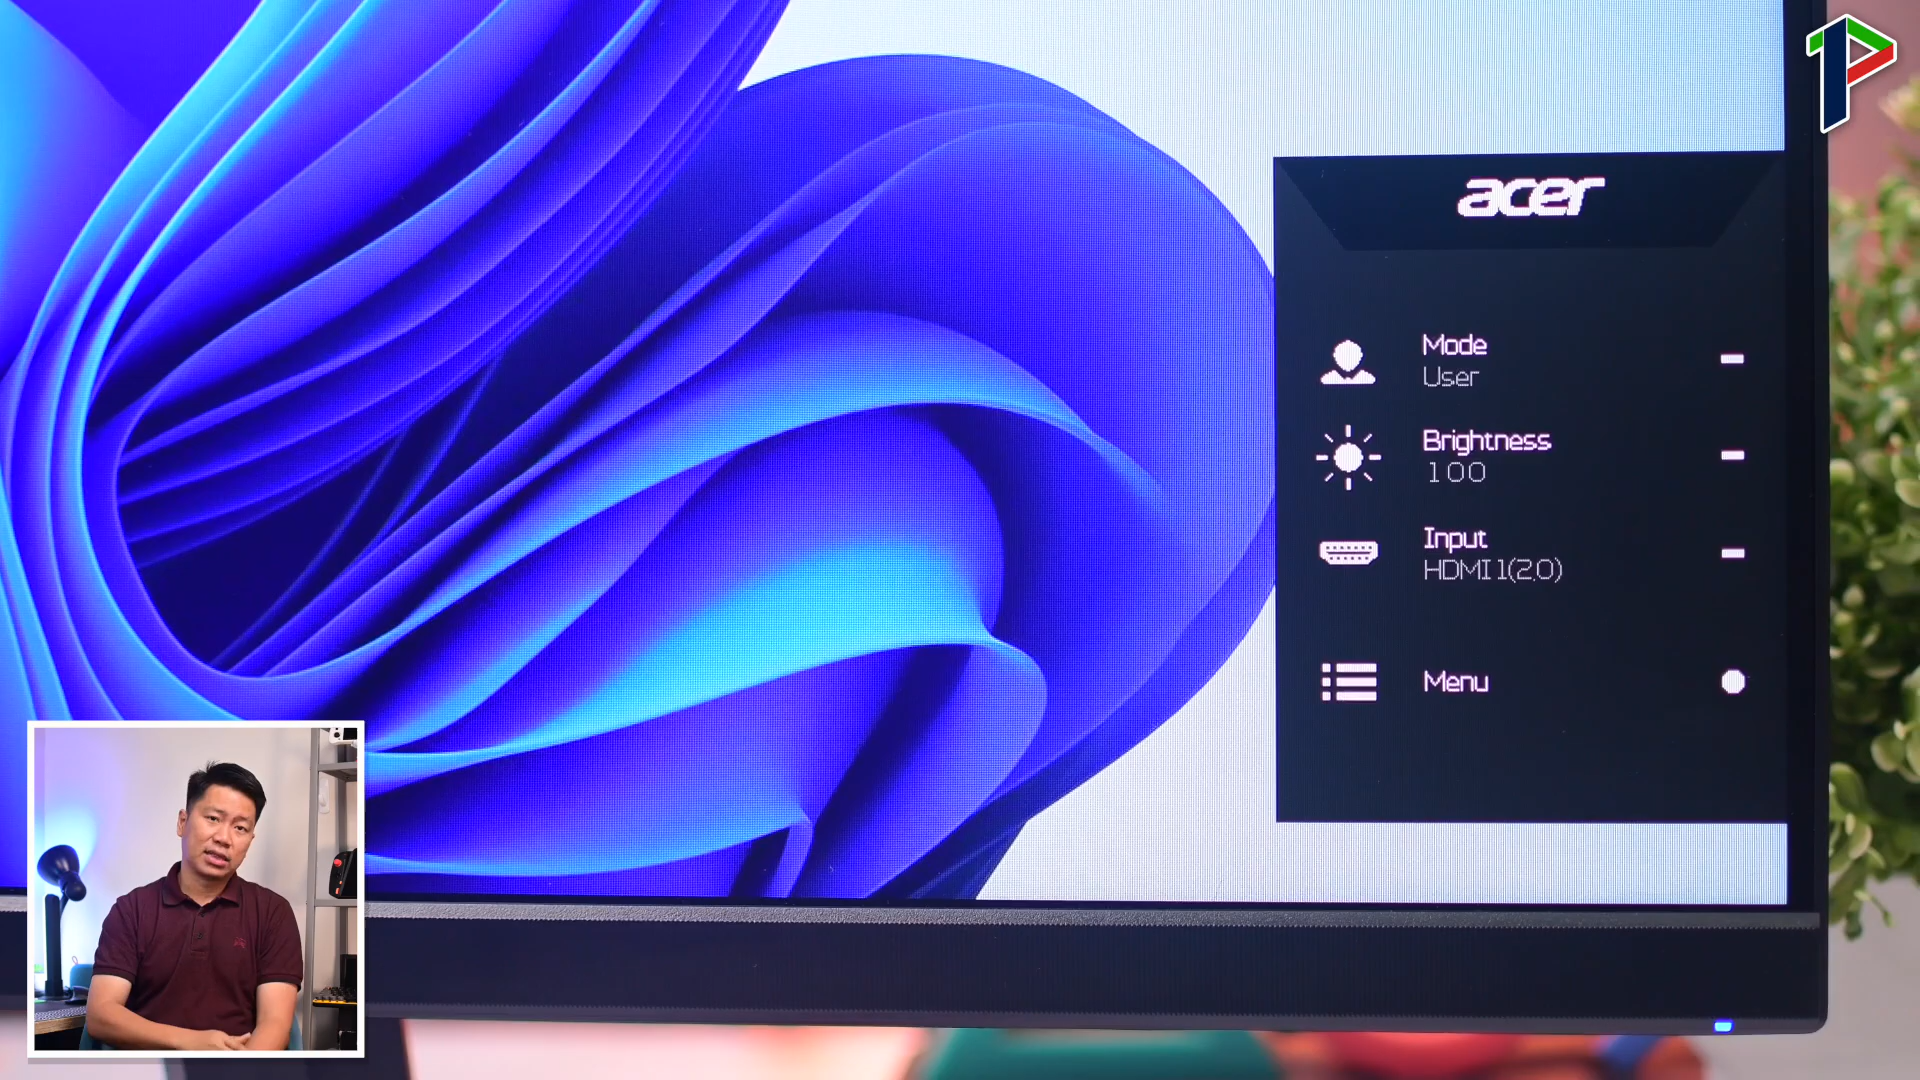 acer
Mode
User
Brightness
100
Input
HDMI 1(2.0)
Menu